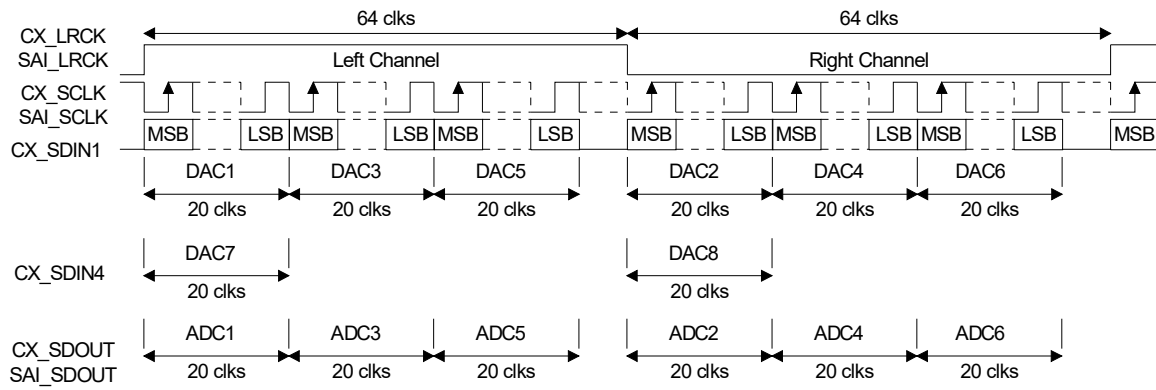 64 clks 64 clks
CX_LRCK
SAI_LRCK Left Channel Right Channel
CX_SCLK
SAI_SCLK
CX_SDIN1 MSB LSB MSB LSB MSB LSB MSB LSB MSB LSB MSB LSB MSB
DAC1 DAC3 DAC5 DAC2 DAC4 DAC6
20 clks 20 clks 20 clks 20 clks 20 clks 20 clks
DAC7 DAC8
CX_SDIN4
20 clks 20 clks
ADC1 ADC3 ADC5 ADC2 ADC4 ADC6
CX_SDOUT
SAI_SDOUT 20 clks 20 clks 20 clks 20 clks 20 clks 20 clks